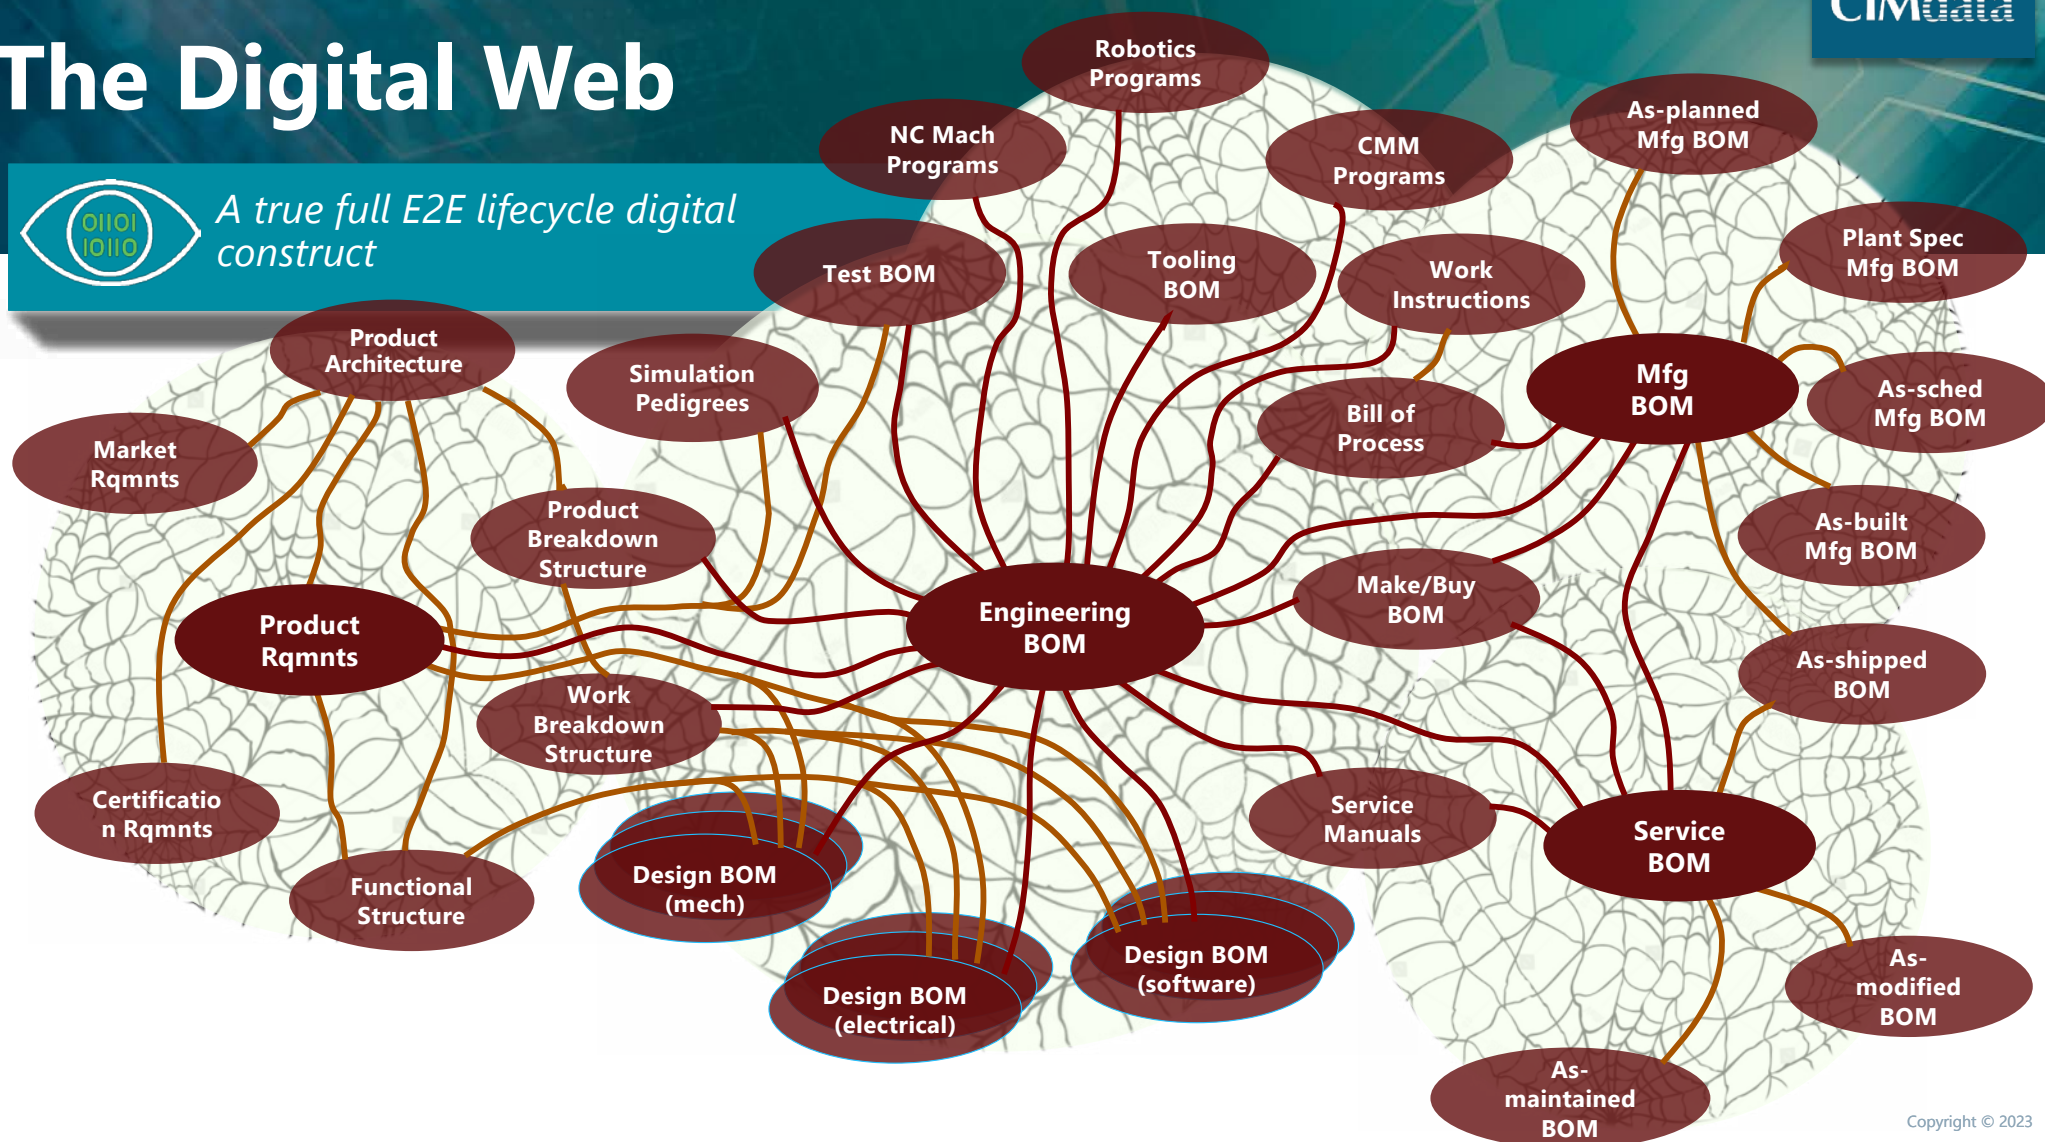 CIMdata
The Digital Web
A true full E2E lifecycle digital
construct
01101
10110
Robotics
Programs
NC Mach
Programs
CMM
Programs
As-planned
Mfg BOM
Test BOM
Tooling
BOM
Work
Instructions
Plant Spec
Mfg BOM
Product
Architecture
Simulation
Pedigrees
Bill of
Process
Mfg
BOM
As-sched
Mfg BOM
Market
Rqmnts
Product
Breakdown
Structure
As-built
Mfg BOM
Product
Rqmnts
Engineering
BOM
Make/Buy
BOM
As-shipped
BOM
Work
Breakdown
Structure
Certificatio
n Rqmnts
Service
Manuals
Service
BOM
Functional
Structure
Design BOM
(mech)
Design BOM
(electrical)
Design BOM
(software)
As-
modified
BOM
As-
maintained
BOM
Copyright © 2023